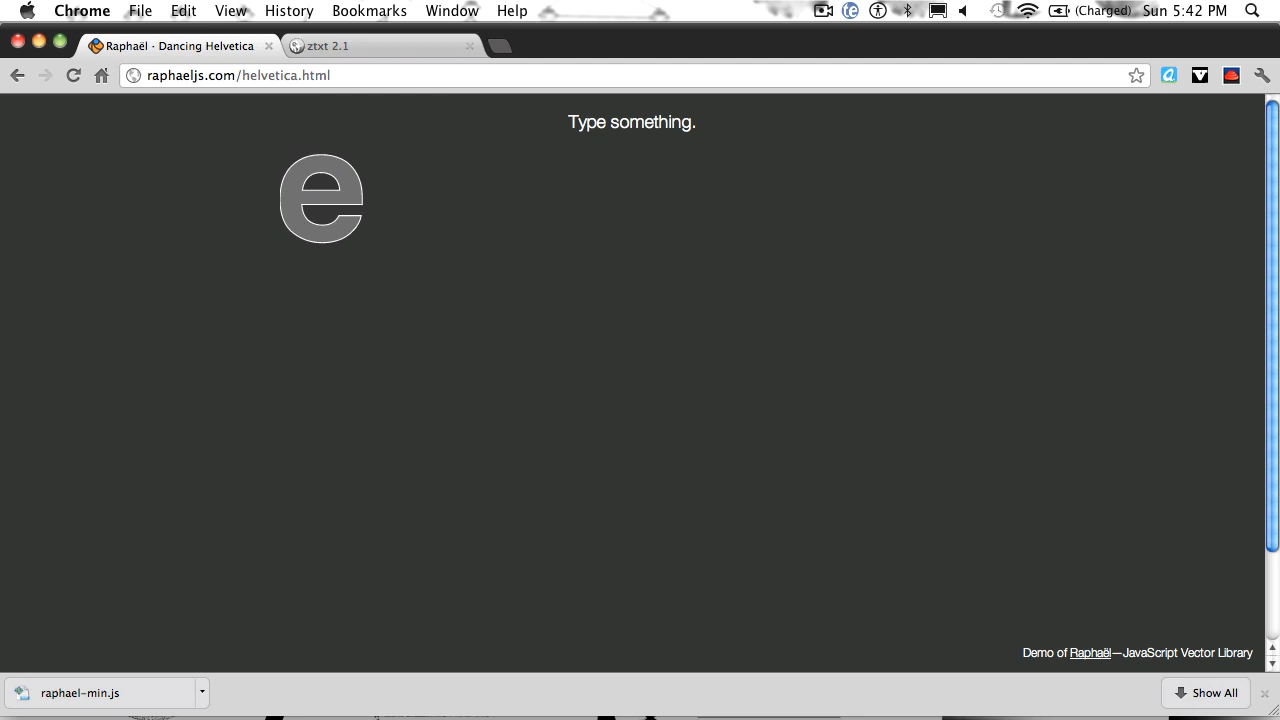 Chrome File Edit View History Bookmarks Window Help (Charged) Sun 5:42 PM
Raphaël · Dancing Helvetica ztxt 2.1
raphaeljs.com/helvetica.html
Type something.
e
Demo of Raphaël—JavaScript Vector Library
raphael-min.js Show All